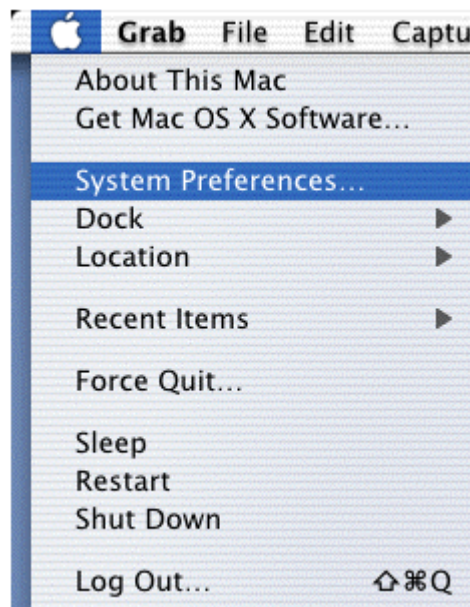 Grab File Edit Captu
About This Mac
Get Mac OS X Software...
System Preferences...
Dock
Location
Recent Items
Force Quit...
Sleep
Restart
Shut Down
Log Out... ⇧⌘Q